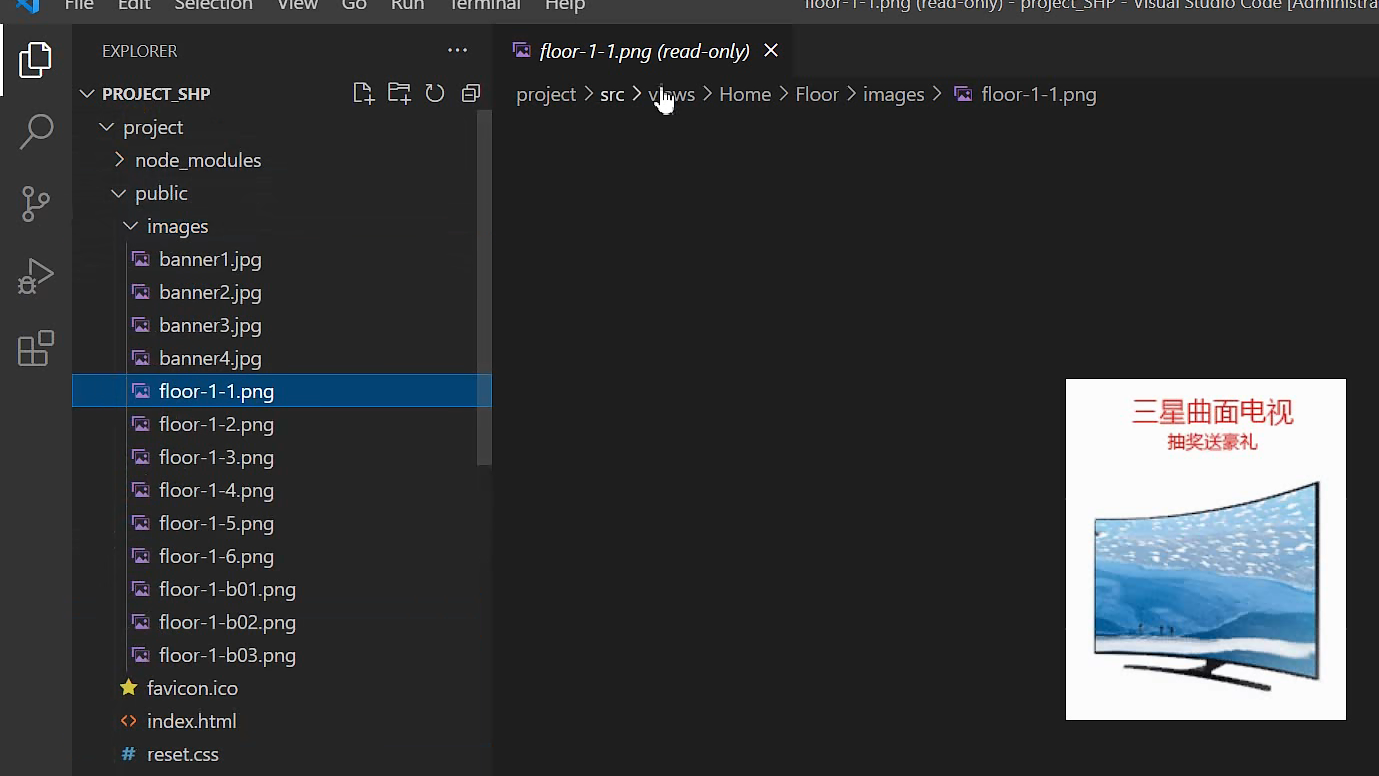 File Edit Selection View Go Run Terminal Help floor-1-1.png (read-only) - project_SHP - Visual Studio Code [Administra
EXPLORER
PROJECT_SHP
project
node_modules
public
images
banner1.jpg
banner2.jpg
banner3.jpg
banner4.jpg
floor-1-1.png
floor-1-2.png
floor-1-3.png
floor-1-4.png
floor-1-5.png
floor-1-6.png
floor-1-b01.png
floor-1-b02.png
floor-1-b03.png
favicon.ico
index.html
reset.css
floor-1-1.png (read-only)
project > src > views > Home > Floor > images > floor-1-1.png
三星曲面电视
抽奖送豪礼